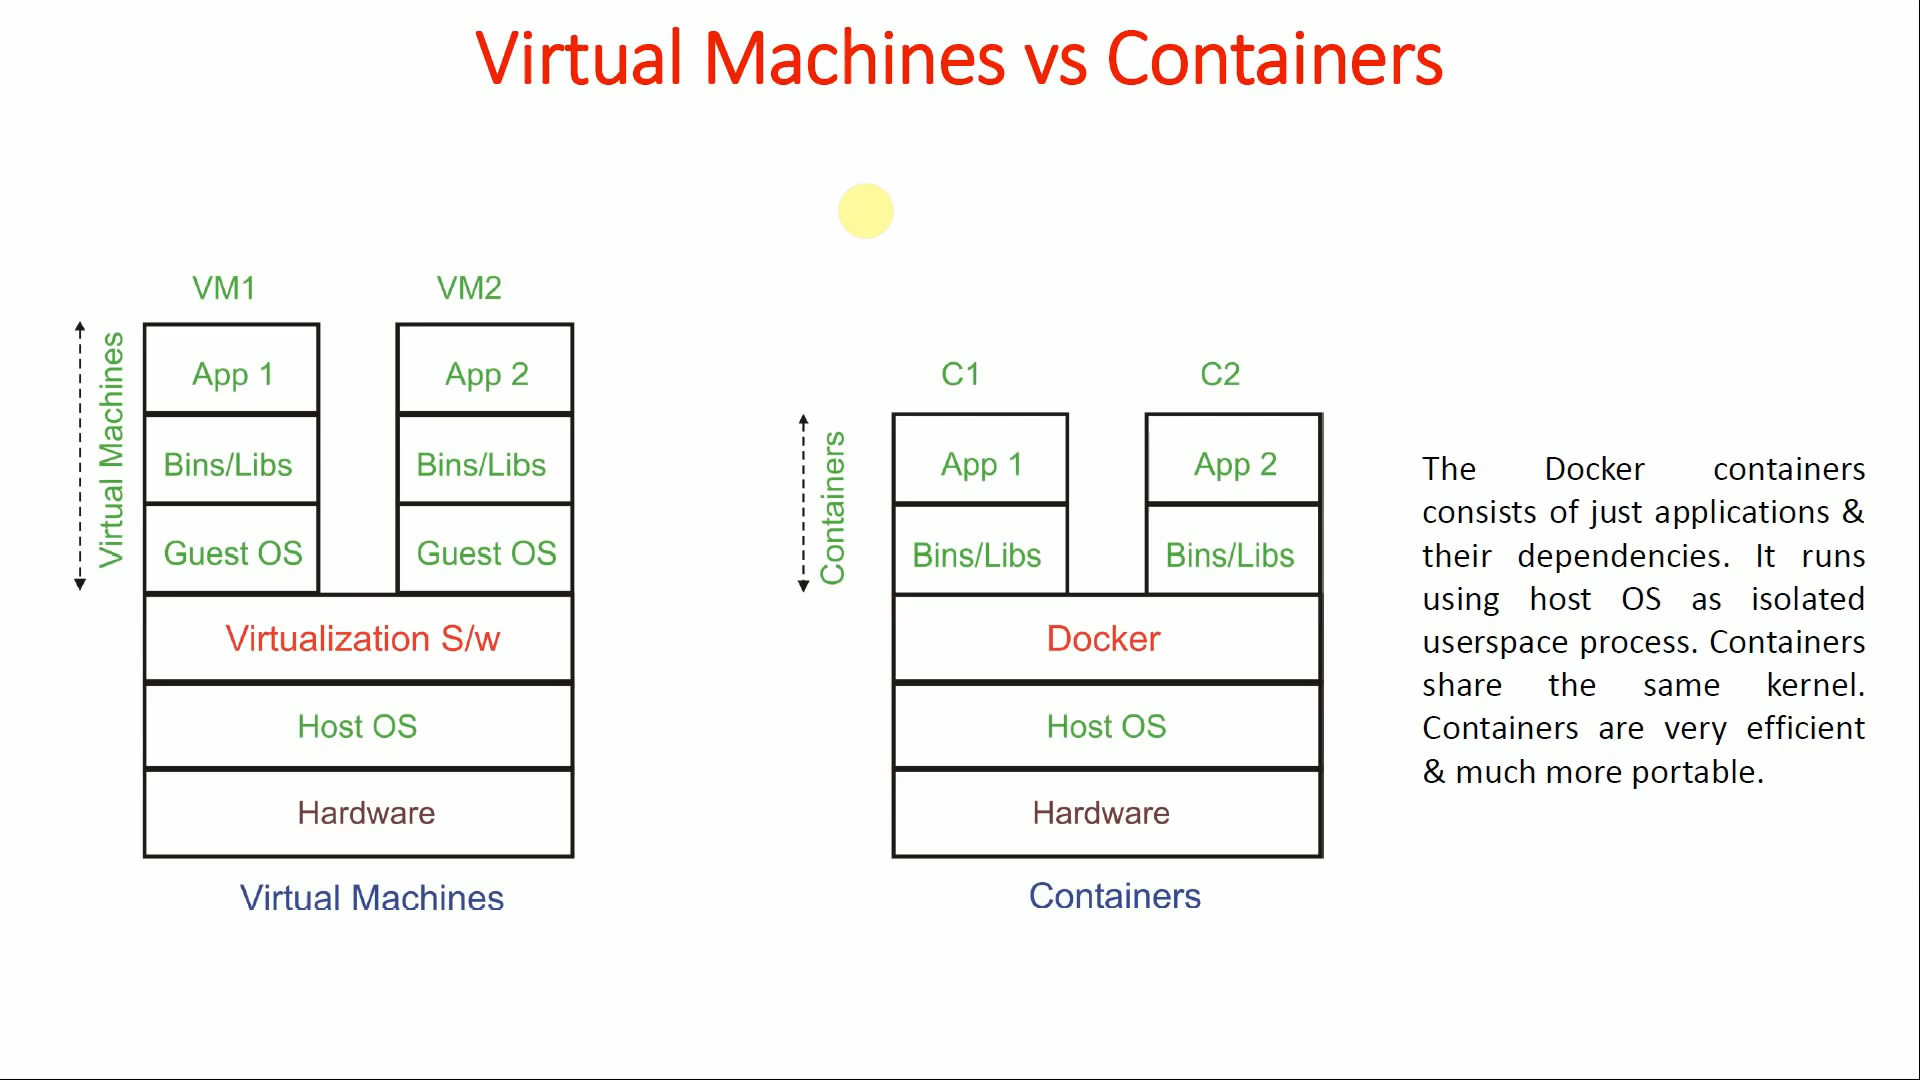 Virtual Machines vs Containers
VM1
VM2
Virtual Machines
App 1
App 2
Bins/Libs
Bins/Libs
Guest OS
Guest OS
Virtualization S/w
Host OS
Hardware
Virtual Machines
C1
C2
Containers
App 1
App 2
Bins/Libs
Bins/Libs
Docker
Host OS
Hardware
Containers
The Docker containers
consists of just applications &
their dependencies. It runs
using host OS as isolated
userspace process. Containers
share the same kernel.
Containers are very efficient
& much more portable.